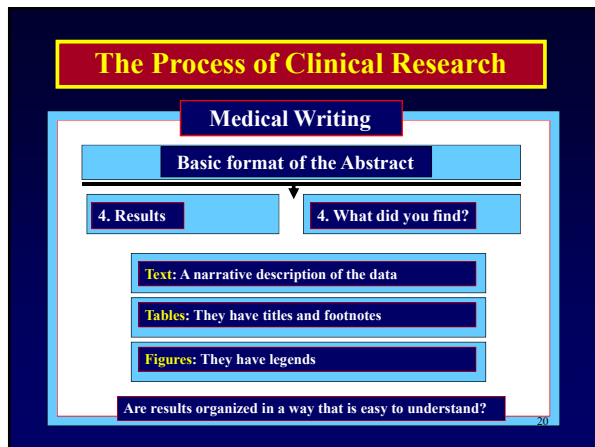 The Process of Clinical Research
Medical Writing
Basic format of the Abstract
4. Results
4. What did you find?
Text: A narrative description of the data
Tables: They have titles and footnotes
Figures: They have legends
Are results organized in a way that is easy to understand?
20